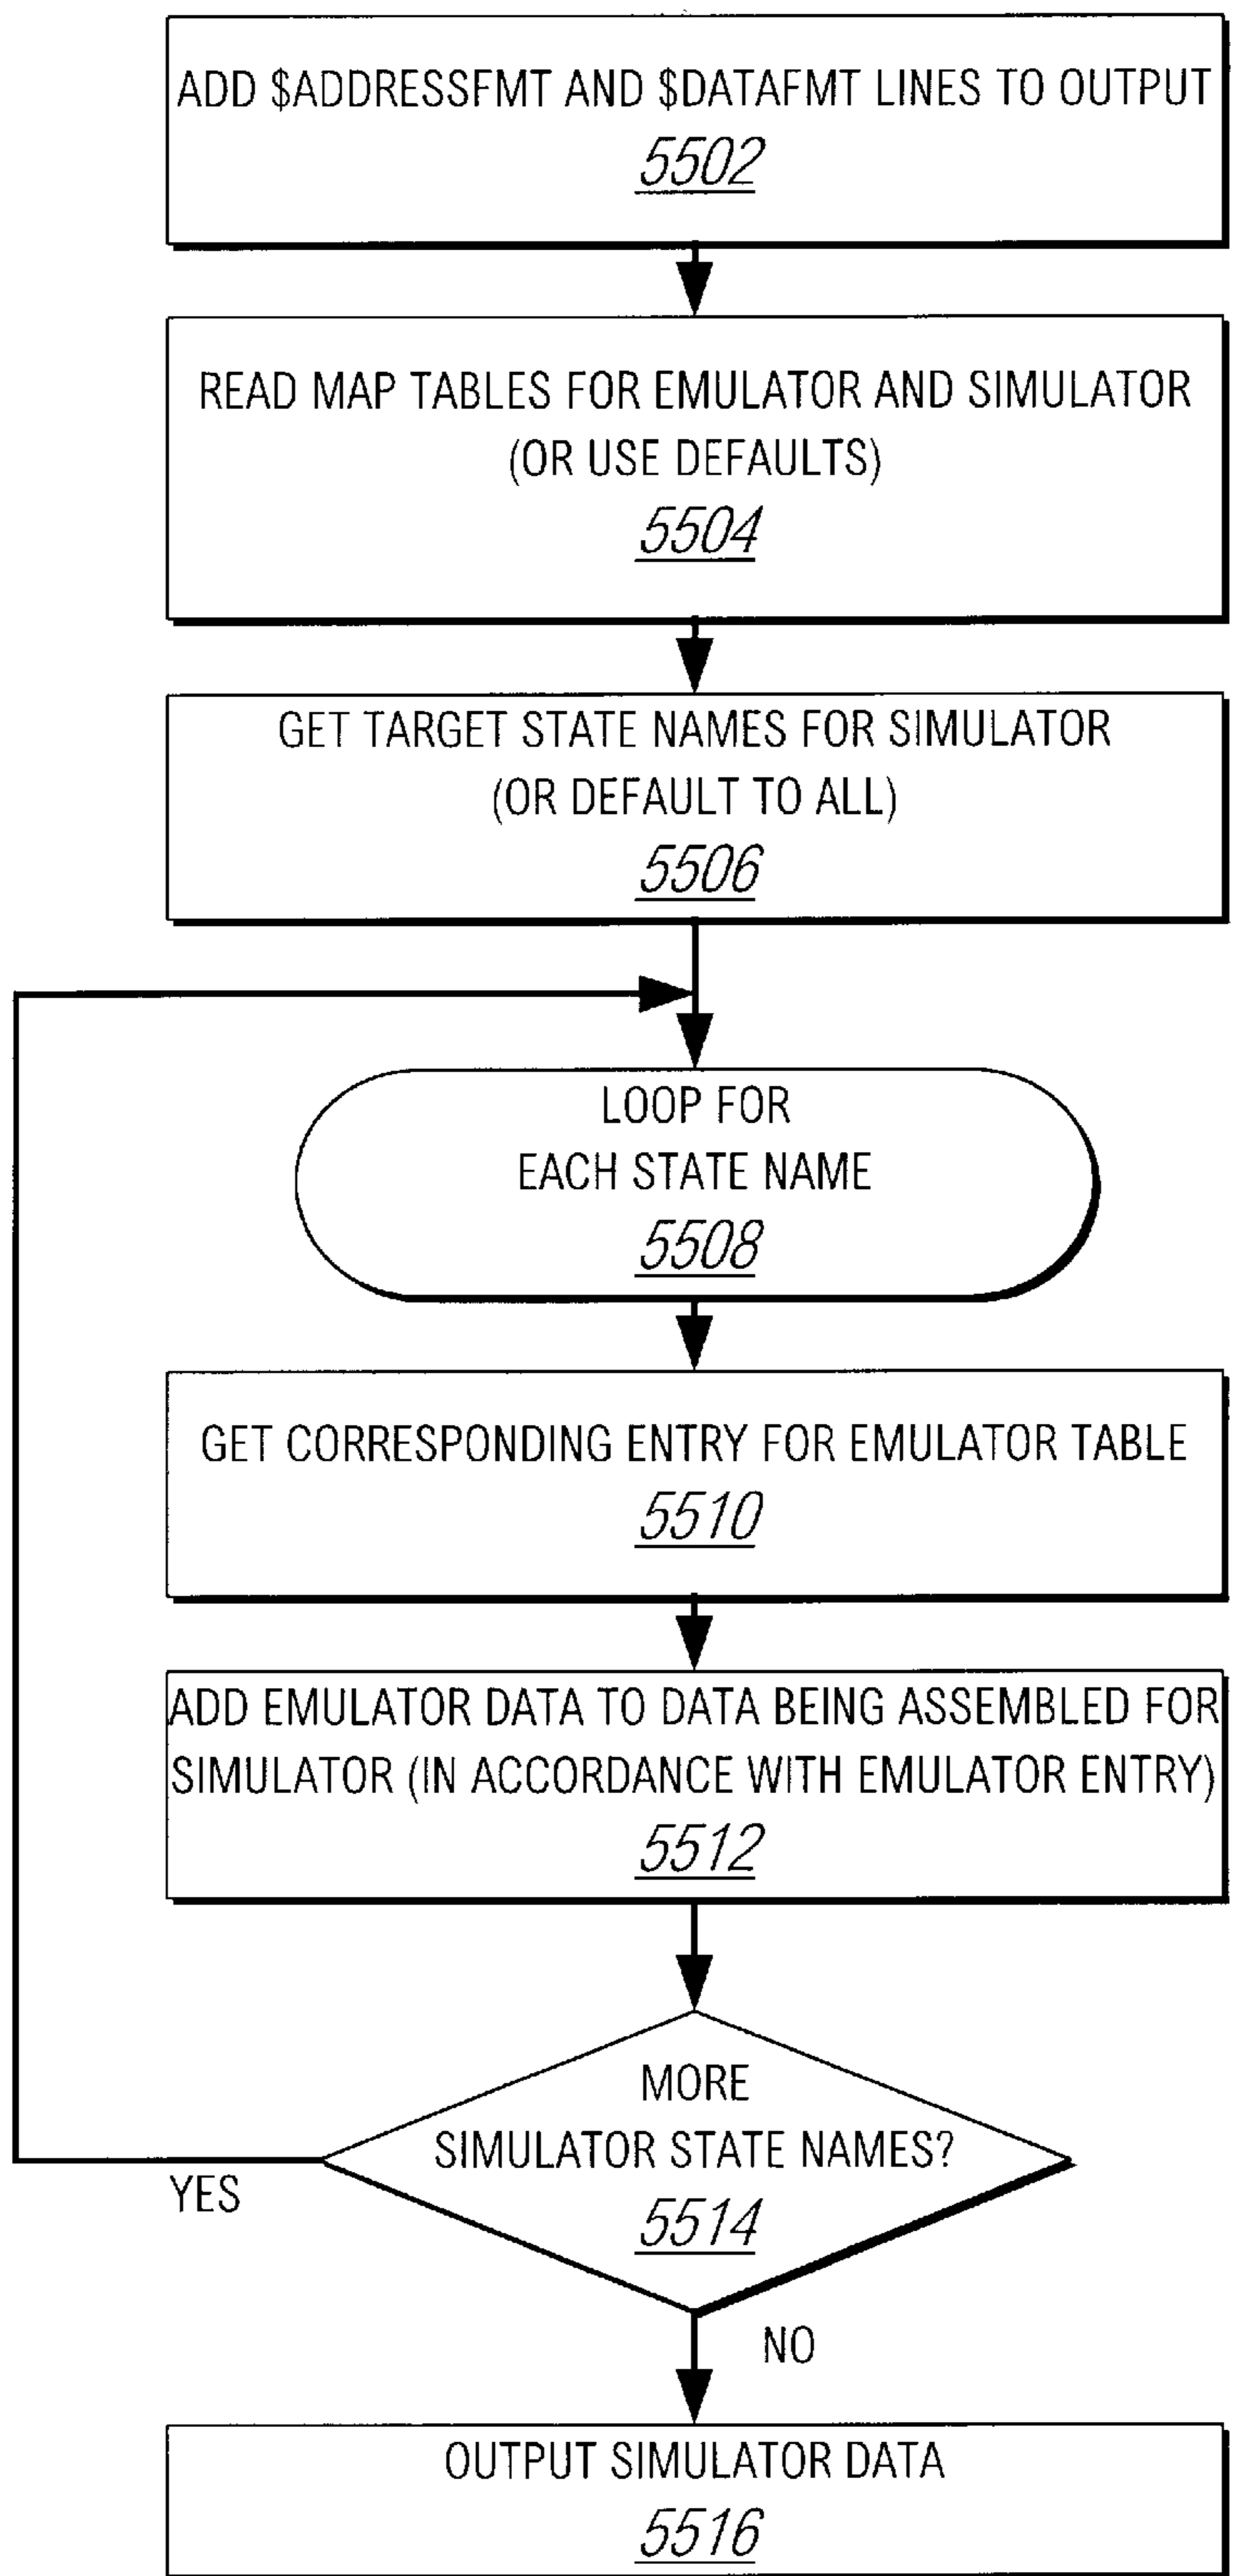 ADD $ADDRESSFMT AND $DATAFMT LINES TO OUTPUT
5502
READ MAP TABLES FOR EMULATOR AND SIMULATOR
(OR USE DEFAULTS)
5504
GET TARGET STATE NAMES FOR SIMULATOR
(OR DEFAULT TO ALL)
5506
LOOP FOR
EACH STATE NAME
5508
GET CORRESPONDING ENTRY FOR EMULATOR TABLE
5510
ADD EMULATOR DATA TO DATA BEING ASSEMBLED FOR
SIMULATOR (IN ACCORDANCE WITH EMULATOR ENTRY)
5512
MORE
SIMULATOR STATE NAMES?
5514
YES
NO
OUTPUT SIMULATOR DATA
5516